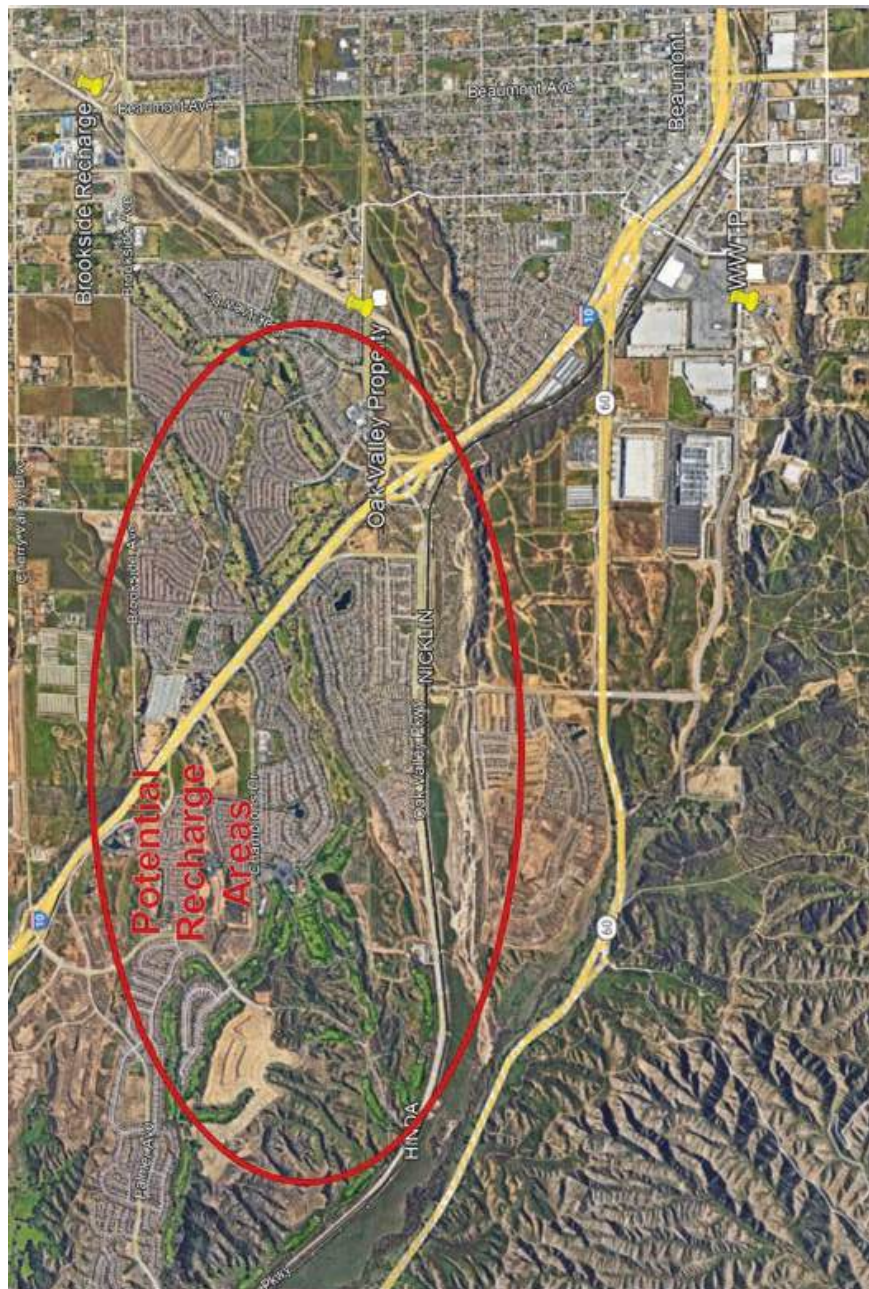 Cherry Valley Blvd
10
Brookside Recharge
Brookside Ave
Brookside Ave
Palmer Ave
Potential
Beaumont Ave
Recharge
Areas
Champions Dr
Pkwy
Oak Valley Property
HINDA
Oak Valley Pkwy
NICKLIN
Beaumont Ave
10
60
60
Beaumont
WWTP